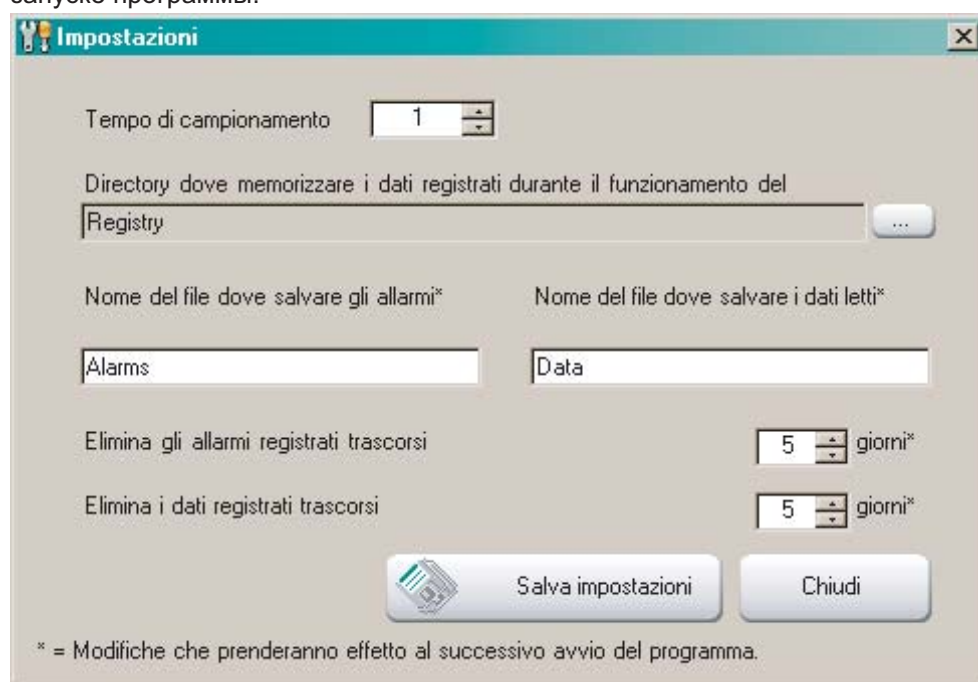 запуске программы.
Impostazioni
Tempo di campionamento 1
Directory dove memorizzare i dati registrati durante il funzionamento del
Registry ...
Nome del file dove salvare gli allarmi* Nome del file dove salvare i dati letti*
Alarms Data
Elimina gli allarmi registrati trascorsi 5 giorni*
Elimina i dati registrati trascorsi 5 giorni*
Salva impostazioni Chiudi
* = Modifiche che prenderanno effetto al successivo avvio del programma.